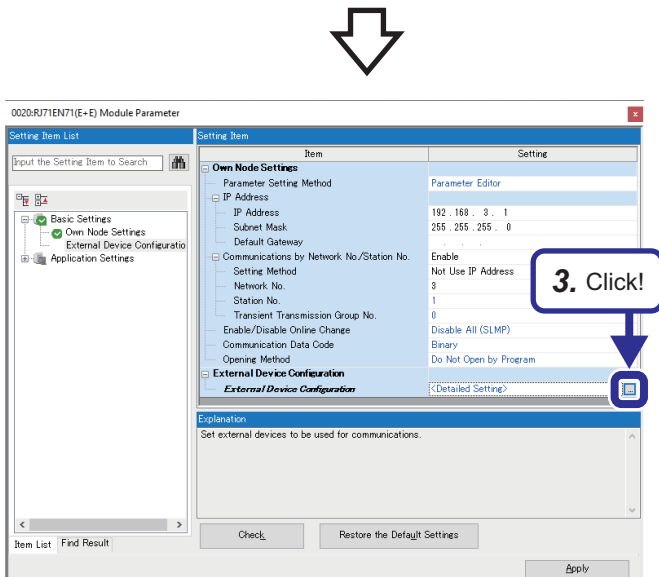 0020:RJ71EN71(E+E) Module Parameter
x
Setting Item List
Setting Item
Input the Setting Item to Search
Item
Setting
Own Node Settings
Parameter Setting Method
Parameter Editor
IP Address
IP Address
192 . 168 . 3 . 1
Subnet Mask
255 . 255 . 255 . 0
Default Gateway
. . .
Communications by Network No./Station No.
Enable
Setting Method
Not Use IP Address
Network No.
3
Station No.
1
Transient Transmission Group No.
0
Enable/Disable Online Change
Disable All (SLMP)
Communication Data Code
Binary
Opening Method
Do Not Open by Program
External Device Configuration
External Device Configuration
<Detailed Setting>
...
3. Click!
Basic Settings
Own Node Settings
External Device Configuratio
Application Settings
Explanation
Set external devices to be used for communications.
Check
Restore the Default Settings
Item List
Find Result
Apply